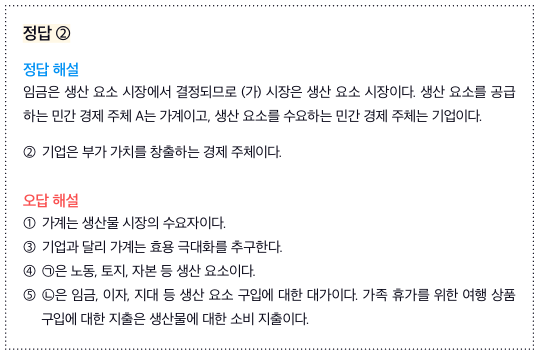 정답 ②
정답 해설
임금은 생산 요소 시장에서 결정되므로 (가) 시장은 생산 요소 시장이다. 생산 요소를 공급
하는 민간 경제 주체 A는 가계이고, 생산 요소를 수요하는 민간 경제 주체는 기업이다.
② 기업은 부가 가치를 창출하는 경제 주체이다.
오답 해설
① 가계는 생산물 시장의 수요자이다.
③ 기업과 달리 가계는 효용 극대화를 추구한다.
④ ㉠은 노동, 토지, 자본 등 생산 요소이다.
⑤ ㉡은 임금, 이자, 지대 등 생산 요소 구입에 대한 대가이다. 가족 휴가를 위한 여행 상품
구입에 대한 지출은 생산물에 대한 소비 지출이다.